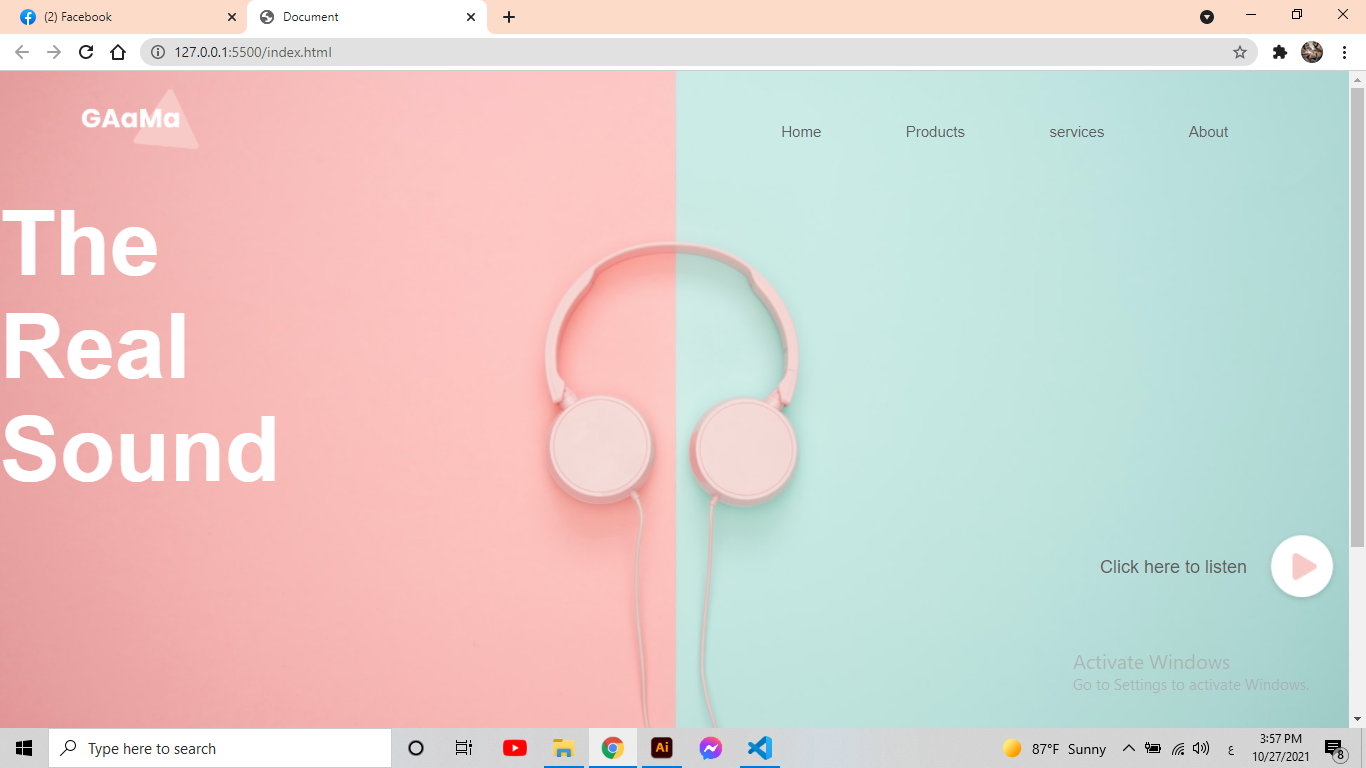 (2) Facebook
Document
127.0.0.1:5500/index.html
GAaMa
Home Products services About
The
Real
Sound
Click here to listen
Activate Windows
Go to Settings to activate Windows.
Type here to search
Ai
87°F Sunny
ع
3:57 PM
10/27/2021
8